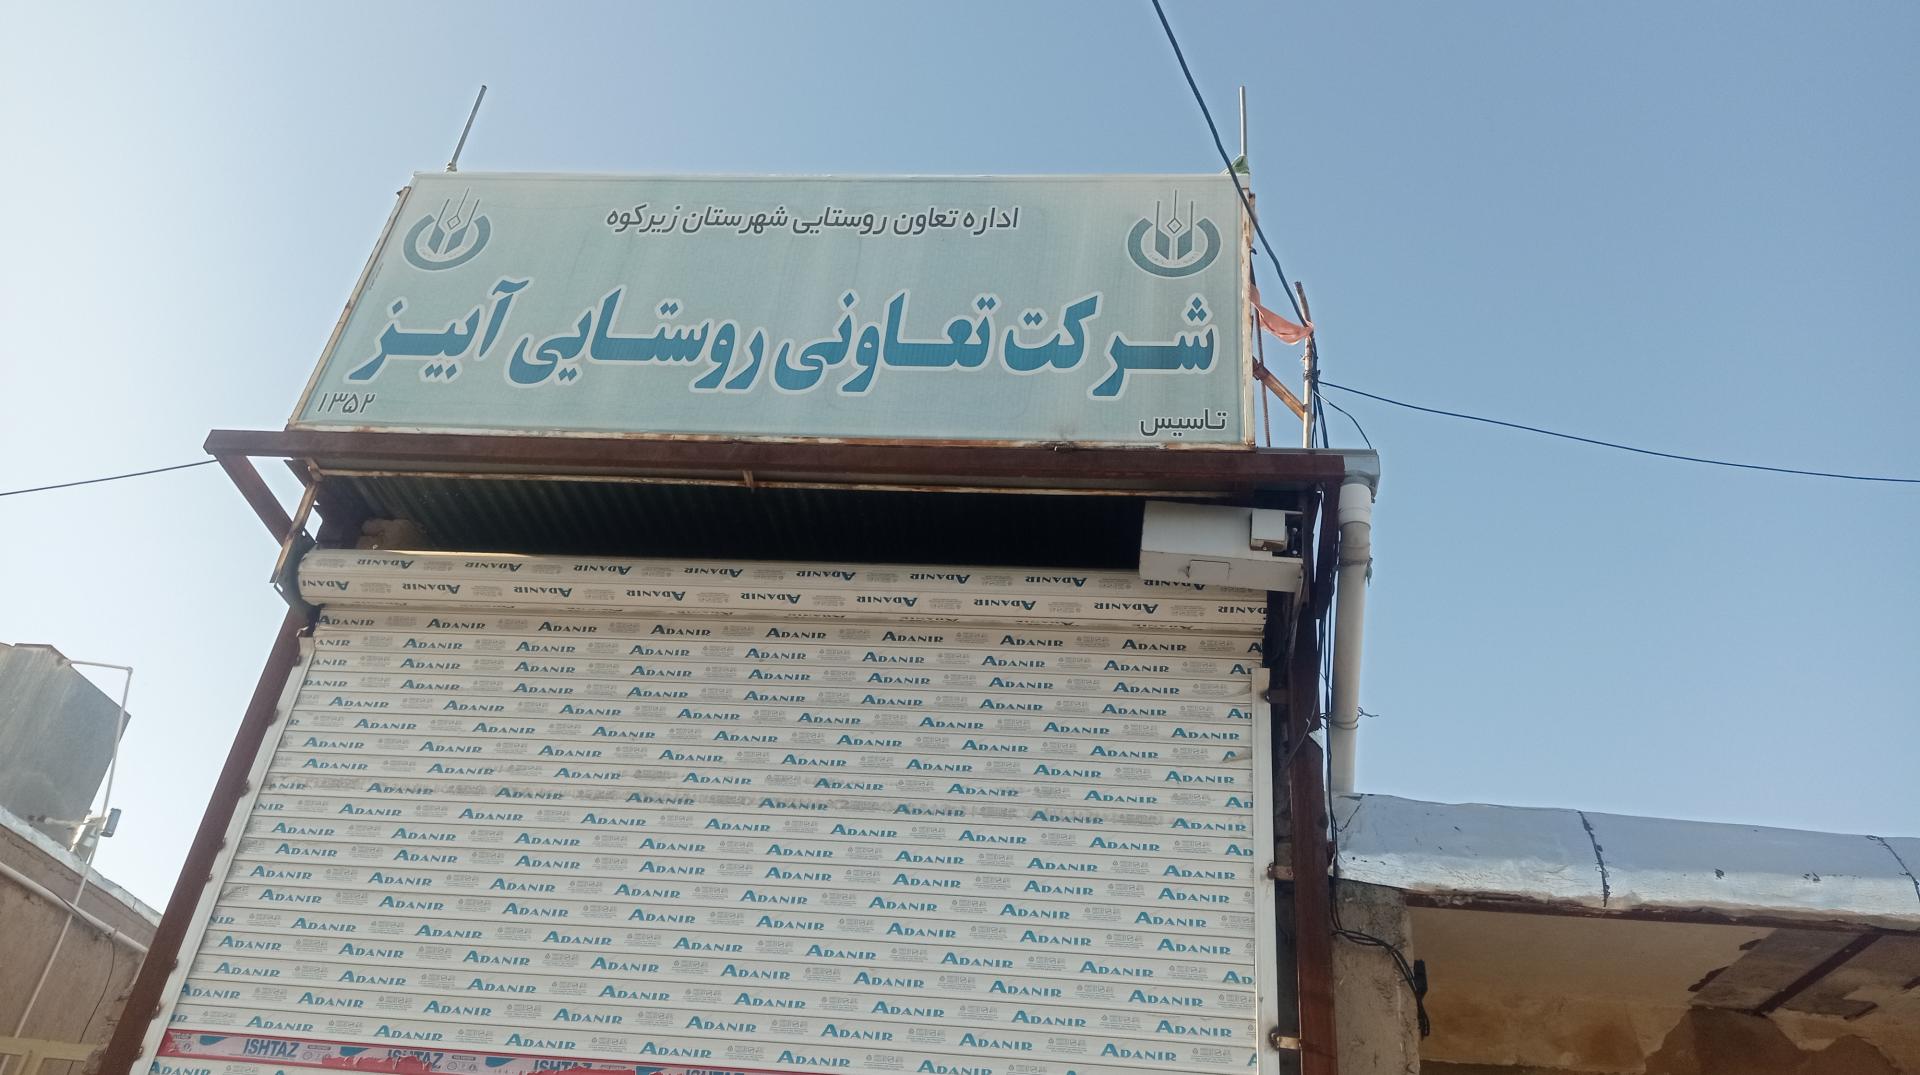 اداره تعاون روستایی شهرستان زیرکوه
شرکت تعاونی روستایی آبیز
تاسیس ۱۳۵۲
ADANIR
ISHTAZ